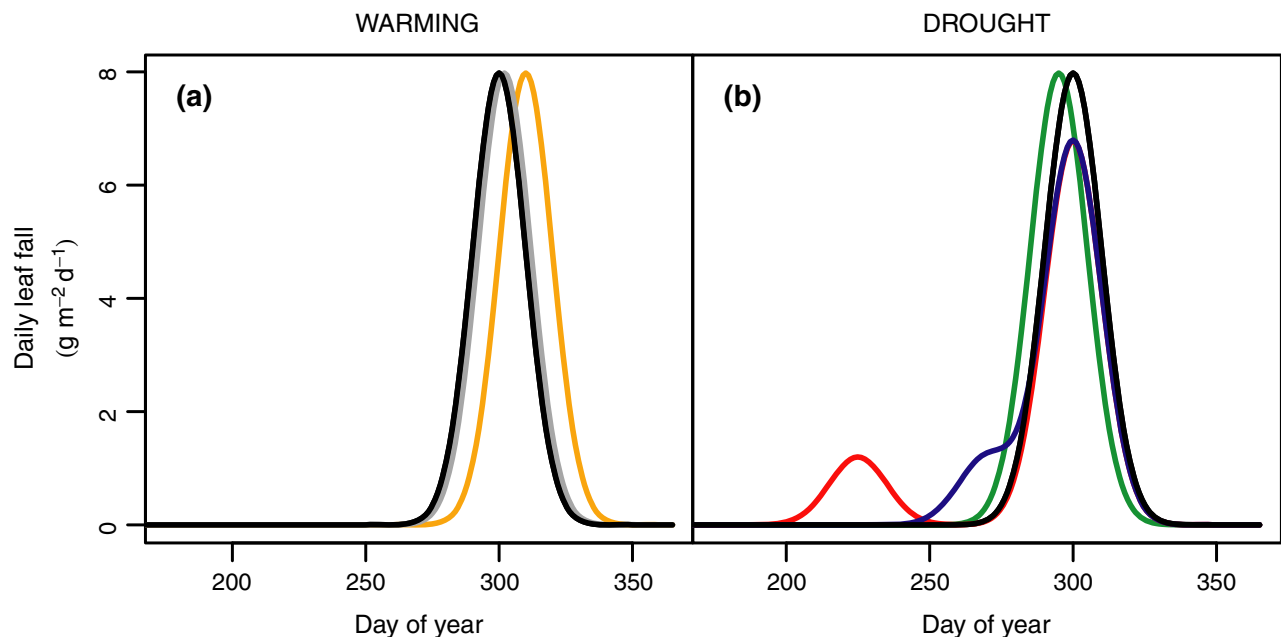 WARMING
DROUGHT
(a)
(b)
Daily leaf fall
(g m⁻² d⁻¹)
8
6
4
2
0
200 250 300 350
200 250 300 350
Day of year
Day of year